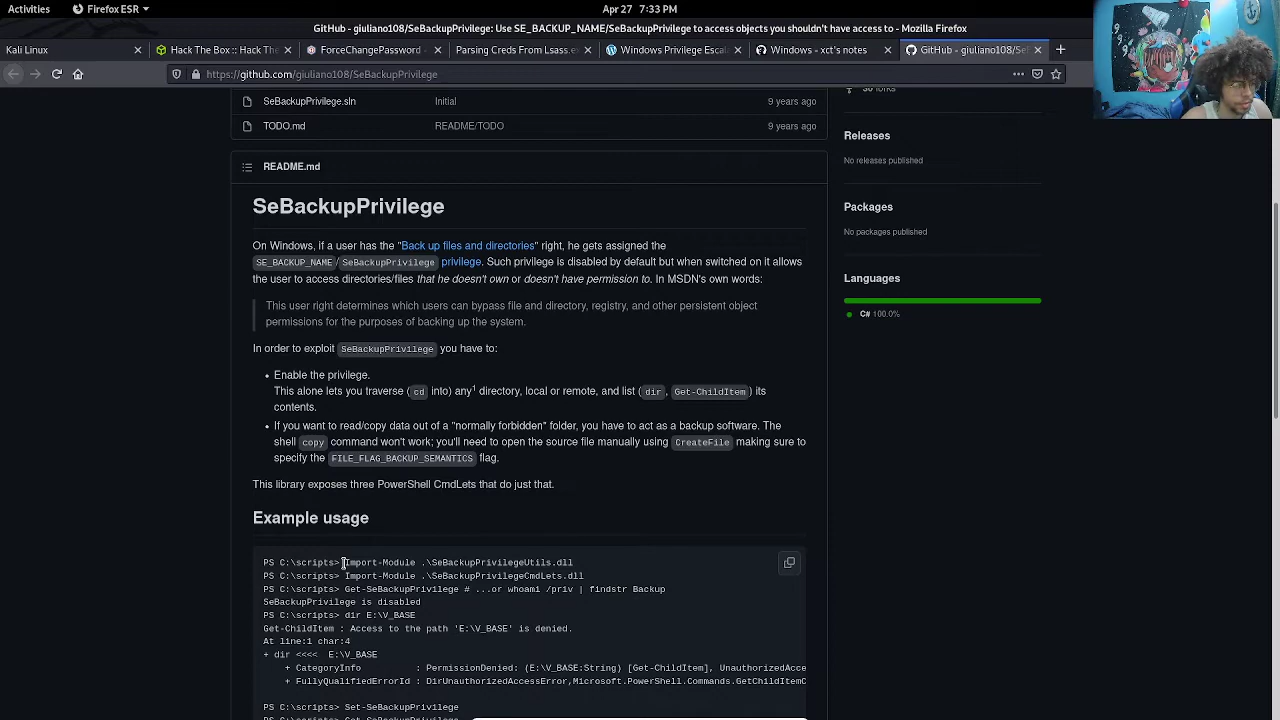 Activities
Firefox ESR
Apr 27 7:33 PM
GitHub - giuliano108/SeBackupPrivilege: Use SE_BACKUP_NAME/SeBackupPrivilege to access objects you shouldn't have access to - Mozilla Firefox
Kali Linux
Hack The Box :: Hack The
ForceChangePassword -
Parsing Creds From Lsass.ex
Windows Privilege Escal
Windows - xct's notes
GitHub - giuliano108/SeB
https://github.com/giuliano108/SeBackupPrivilege
SeBackupPrivilege.sln
Initial
9 years ago
TODO.md
README/TODO
9 years ago
README.md
SeBackupPrivilege
On Windows, if a user has the "Back up files and directories" right, he gets assigned the
SE_BACKUP_NAME / SeBackupPrivilege privilege. Such privilege is disabled by default but when switched on it allows
the user to access directories/files that he doesn't own or doesn't have permission to. In MSDN's own words:
This user right determines which users can bypass file and directory, registry, and other persistent object
permissions for the purposes of backing up the system.
In order to exploit SeBackupPrivilege you have to:
• Enable the privilege.
This alone lets you traverse ( cd into) any¹ directory, local or remote, and list ( dir , Get-ChildItem ) its
contents.
• If you want to read/copy data out of a "normally forbidden" folder, you have to act as a backup software. The
shell copy command won't work; you'll need to open the source file manually using CreateFile making sure to
specify the FILE_FLAG_BACKUP_SEMANTICS flag.
This library exposes three PowerShell CmdLets that do just that.
Example usage
PS C:\scripts> Import-Module .\SeBackupPrivilegeUtils.dll
PS C:\scripts> Import-Module .\SeBackupPrivilegeCmdLets.dll
PS C:\scripts> Get-SeBackupPrivilege # ...or whoami /priv | findstr Backup
SeBackupPrivilege is disabled
PS C:\scripts> dir E:\V_BASE
Get-ChildItem : Access to the path 'E:\V_BASE' is denied.
At line:1 char:4
+ dir <<<<  E:\V_BASE
+ CategoryInfo : PermissionDenied: (E:\V_BASE:String) [Get-ChildItem], UnauthorizedAcce
+ FullyQualifiedErrorId : DirUnauthorizedAccessError,Microsoft.PowerShell.Commands.GetChildItemC
PS C:\scripts> Set-SeBackupPrivilege
Releases
No releases published
Packages
No packages published
Languages
C# 100.0%